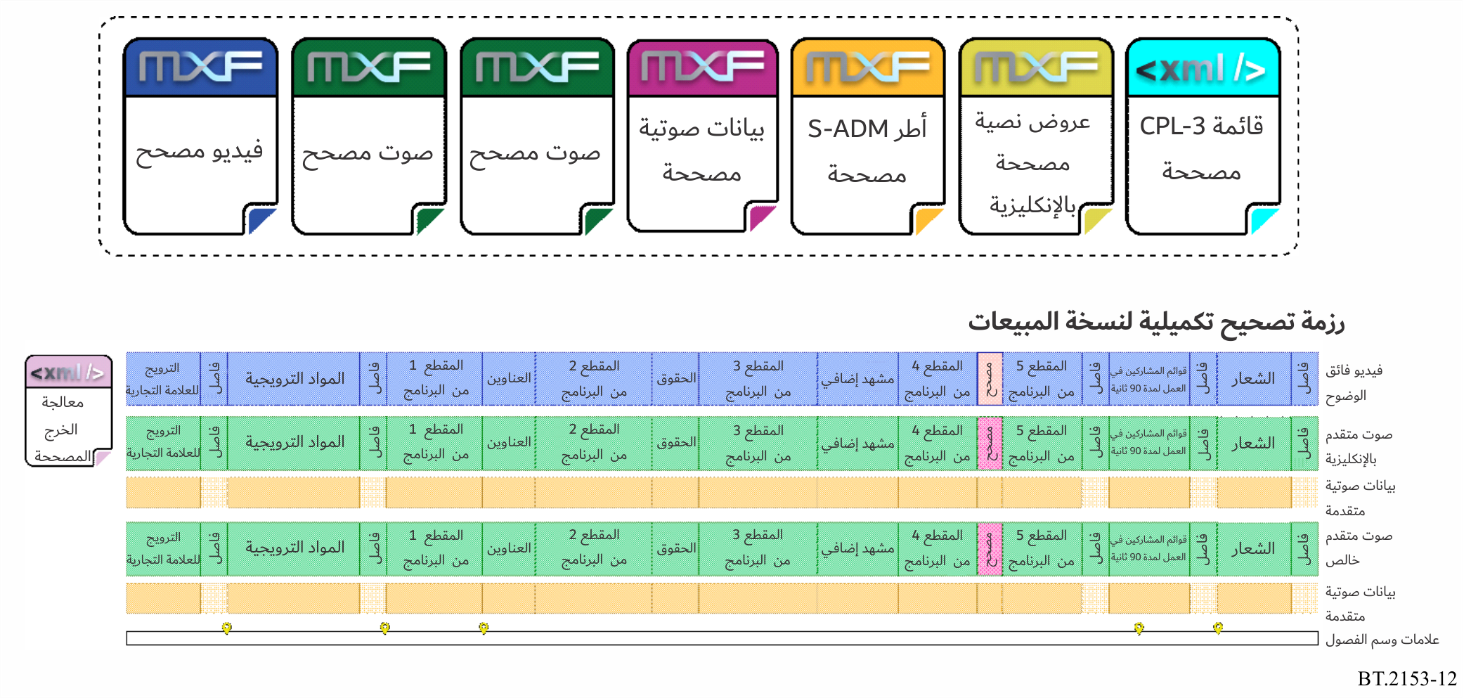 MXF
فيديو مصحح
MXF
صوت مصحح
MXF
صوت مصحح
MXF
بيانات صوتية
مصححة
MXF
أطر S-ADM
مصححة
MXF
عروض نصية
مصححة
بالإنكليزية
<xml />
قائمة CPL-3
مصححة
رزمة تصحيح تكميلية لنسخة المبيعات
<xml />
معالجة
الخرج
المصححة
فيديو فائق
الوضوح
الترويج
للعلامة التجارية
فاصل
المواد الترويجية
فاصل
المقطع 1
من البرنامج
العناوين
المقطع 2
من البرنامج
الحقوق
المقطع 3
من البرنامج
مشهد إضافي
المقطع 4
من البرنامج
مصحح
المقطع 5
من البرنامج
فاصل
قوائم المشاركين في
العمل لمدة 90 ثانية
فاصل
الشعار
فاصل
صوت متقدم
بالإنكليزية
الترويج
للعلامة التجارية
فاصل
المواد الترويجية
فاصل
المقطع 1
من البرنامج
العناوين
المقطع 2
من البرنامج
الحقوق
المقطع 3
من البرنامج
مشهد إضافي
المقطع 4
من البرنامج
مصحح
المقطع 5
من البرنامج
فاصل
قوائم المشاركين في
العمل لمدة 90 ثانية
فاصل
الشعار
فاصل
بيانات صوتية
متقدمة
صوت متقدم
خالص
الترويج
للعلامة التجارية
فاصل
المواد الترويجية
فاصل
المقطع 1
من البرنامج
العناوين
المقطع 2
من البرنامج
الحقوق
المقطع 3
من البرنامج
مشهد إضافي
المقطع 4
من البرنامج
مصحح
المقطع 5
من البرنامج
فاصل
قوائم المشاركين في
العمل لمدة 90 ثانية
فاصل
الشعار
فاصل
بيانات صوتية
متقدمة
علامات وسم الفصول
BT.2153-12